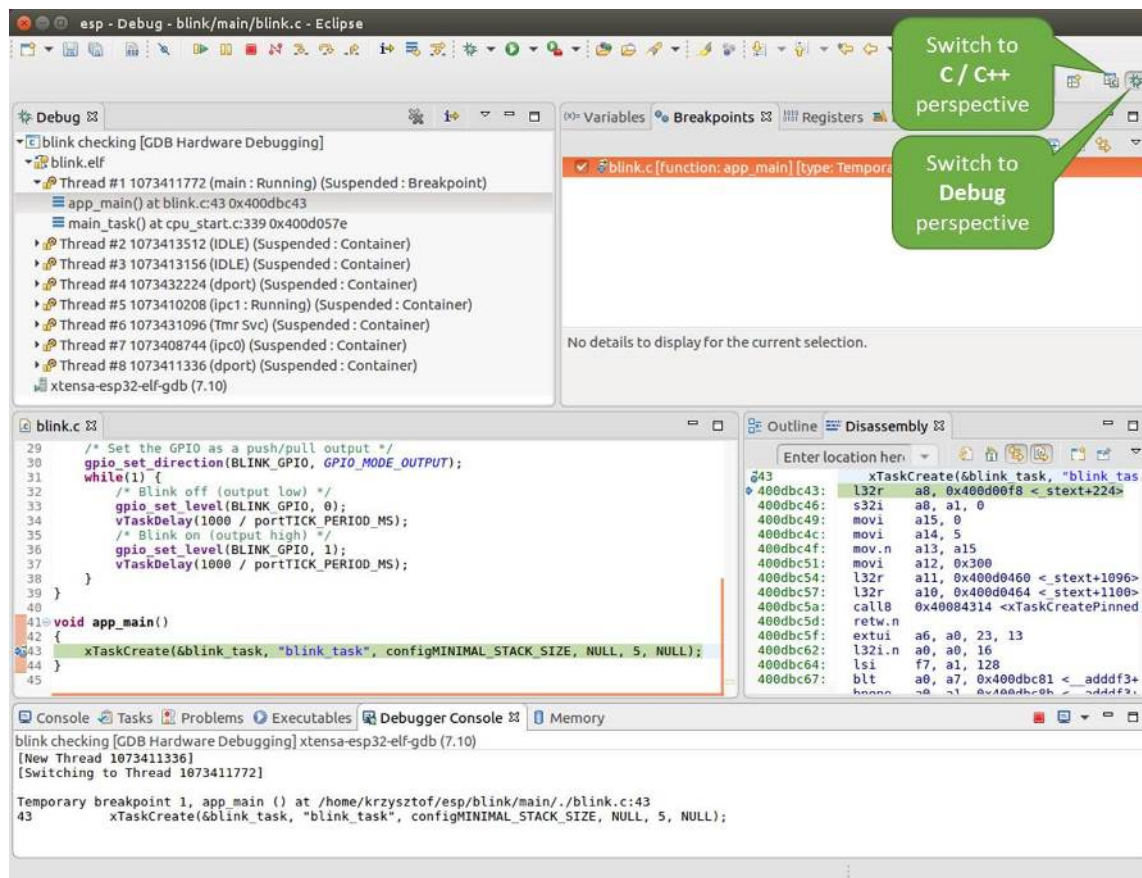 esp - Debug - blink/main/blink.c - Eclipse
Switch to
C / C++
perspective
Debug
(x)= Variables
Breakpoints
Registers
blink checking [GDB Hardware Debugging]
blink.elf
Thread #1 1073411772 (main : Running) (Suspended : Breakpoint)
app_main() at blink.c:43 0x400dbc43
main_task() at cpu_start.c:339 0x400d057e
Thread #2 1073413512 (IDLE) (Suspended : Container)
Thread #3 1073413156 (IDLE) (Suspended : Container)
Thread #4 1073432224 (dport) (Suspended : Container)
Thread #5 1073410208 (ipc1 : Running) (Suspended : Container)
Thread #6 1073431096 (Tmr Svc) (Suspended : Container)
Thread #7 1073408744 (ipc0) (Suspended : Container)
Thread #8 1073411336 (dport) (Suspended : Container)
xtensa-esp32-elf-gdb (7.10)
blink.c [function: app_main] [type: Tempora
Switch to
Debug
perspective
No details to display for the current selection.
blink.c
29 /* Set the GPIO as a push/pull output */
30 gpio_set_direction(BLINK_GPIO, GPIO_MODE_OUTPUT);
31 while(1) {
32 /* Blink off (output low) */
33 gpio_set_level(BLINK_GPIO, 0);
34 vTaskDelay(1000 / portTICK_PERIOD_MS);
35 /* Blink on (output high) */
36 gpio_set_level(BLINK_GPIO, 1);
37 vTaskDelay(1000 / portTICK_PERIOD_MS);
38 }
39 }
40
41 void app_main()
42 {
43 xTaskCreate(&blink_task, "blink_task", configMINIMAL_STACK_SIZE, NULL, 5, NULL);
44 }
45
Outline
Disassembly
Enter location her
43 xTaskCreate(&blink_task, "blink_tas
400dbc43: l32r a8, 0x400d00f8 <_stext+224>
400dbc46: s32i a8, a1, 0
400dbc49: movi a15, 0
400dbc4c: movi a14, 5
400dbc4f: mov.n a13, a15
400dbc51: movi a12, 0x300
400dbc54: l32r a11, 0x400d0460 <_stext+1096>
400dbc57: l32r a10, 0x400d0464 <_stext+1100>
400dbc5a: call8 0x40084314 <xTaskCreatePinned
400dbc5d: retw.n
400dbc5f: extui a6, a0, 23, 13
400dbc62: l32i.n a0, a0, 16
400dbc64: lsi f7, a1, 128
400dbc67: blt a0, a7, 0x400dbc81 <__adddf3+
Console
Tasks
Problems
Executables
Debugger Console
Memory
blink checking [GDB Hardware Debugging] xtensa-esp32-elf-gdb (7.10)
[New Thread 1073411336]
[Switching to Thread 1073411772]
Temporary breakpoint 1, app_main () at /home/krzysztof/esp/blink/main/./blink.c:43
43 xTaskCreate(&blink_task, "blink_task", configMINIMAL_STACK_SIZE, NULL, 5, NULL);